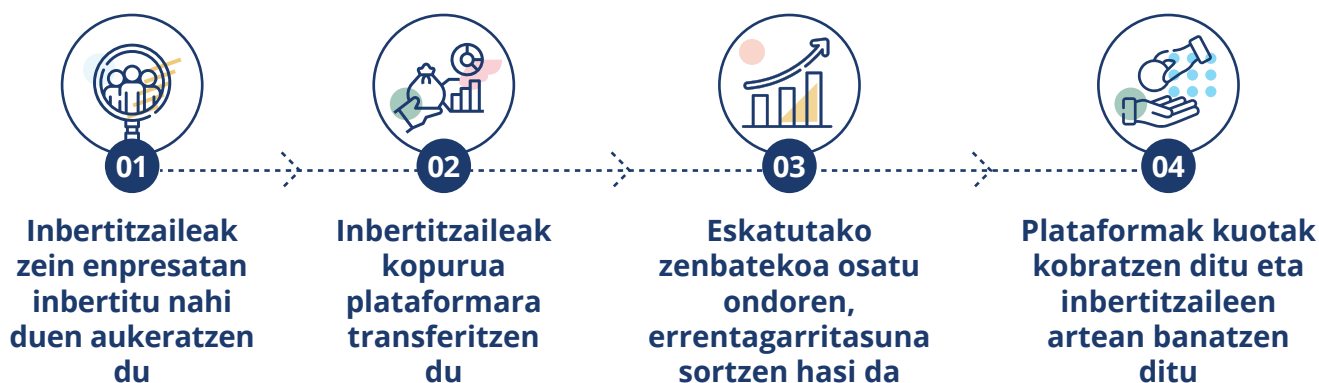 01
Inbertitzaileak
zein enpresatan
inbertitu nahi
duen aukeratzen
du
02
Inbertitzaileak
kopurua
plataformara
transferitzen
du
03
Eskatutako
zenbatekoa osatu
ondoren,
errentagarritasuna
sortzen hasi da
04
Plataformak kuotak
kobratzen ditu eta
inbertitzaileen
artean banatzen
ditu